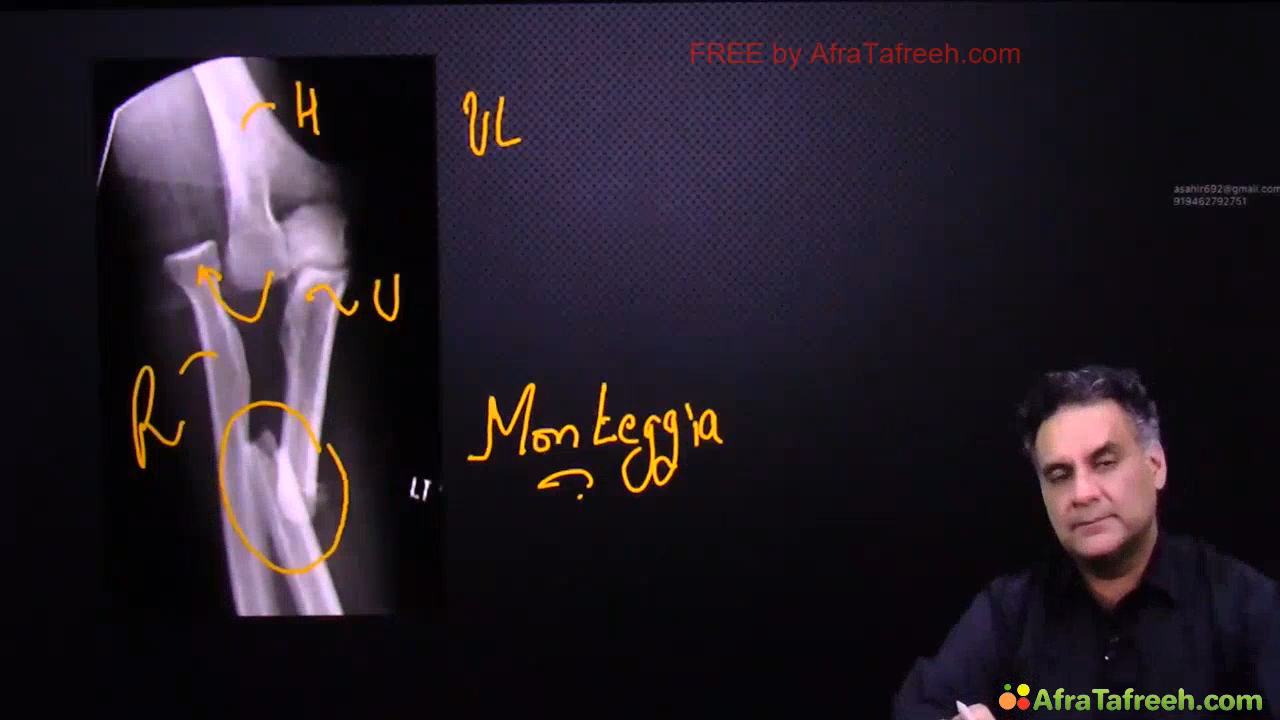 FREE by AfraTafreeh.com
H
UL
asahir692@gmail.com
919462792751
U
R
Monteggia
LT
AfraTafreeh.com